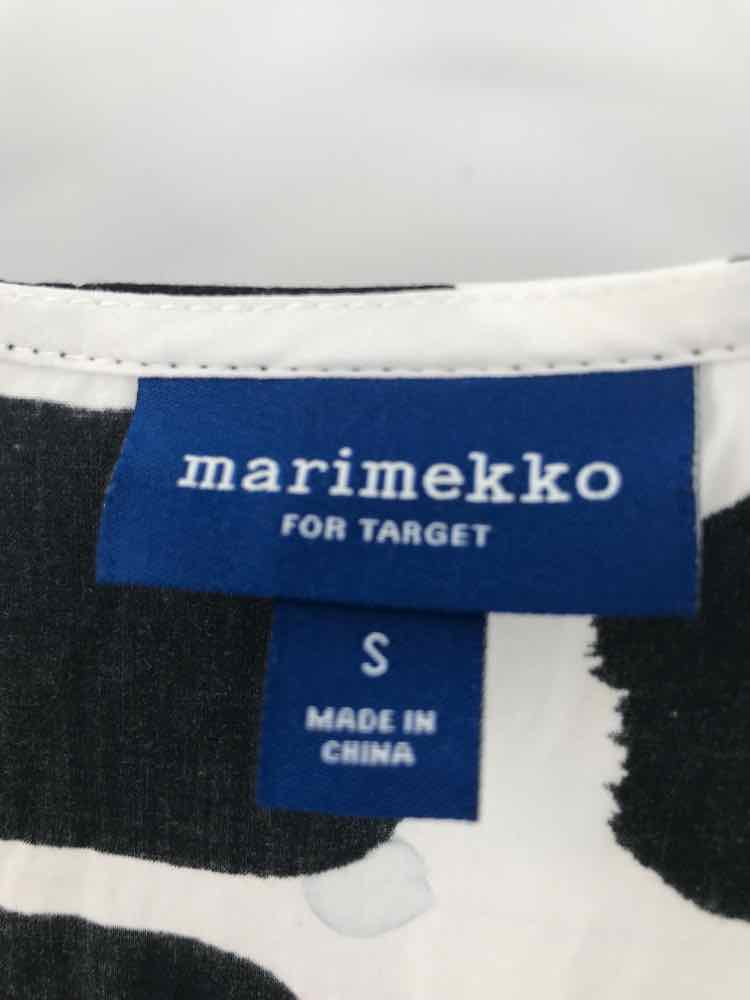 marimekko
FOR TARGET
S
MADE IN
CHINA